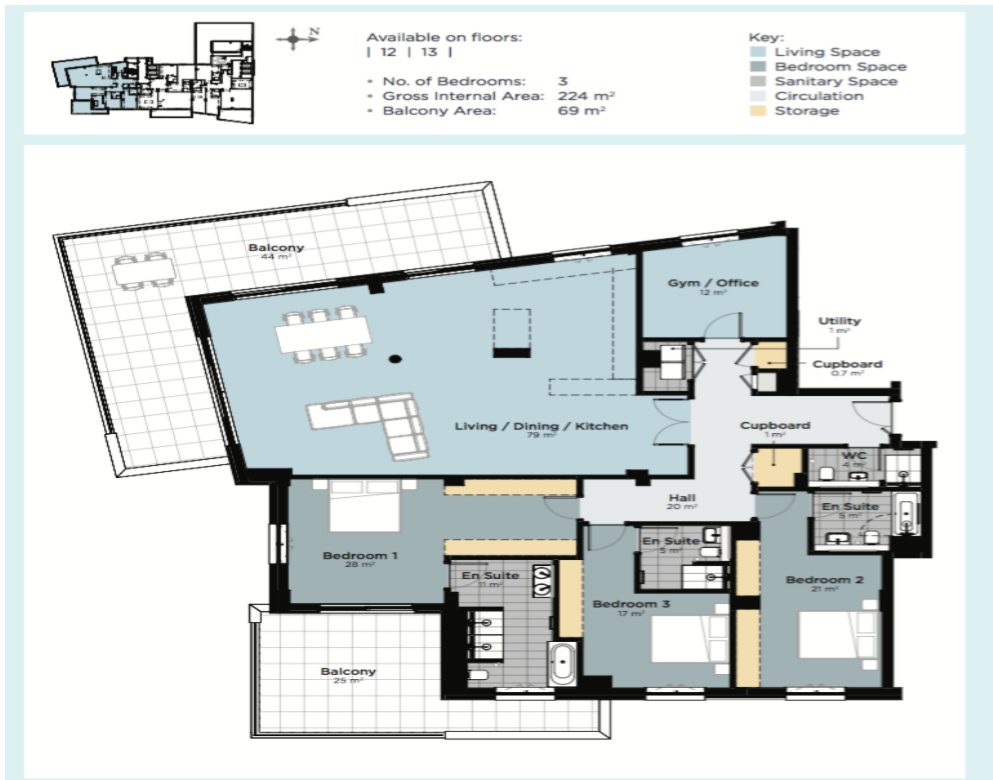 N
Available on floors:
| 12 | 13 |
• No. of Bedrooms: 3
• Gross Internal Area: 224 m²
• Balcony Area: 69 m²
Key:
Living Space
Bedroom Space
Sanitary Space
Circulation
Storage
Balcony
44 m²
Gym / Office
12 m²
Utility
1 m²
Cupboard
0.7 m²
Living / Dining / Kitchen
79 m²
Cupboard
1 m²
WC
4 m²
Hall
20 m²
En Suite
5 m²
Bedroom 1
28 m²
En Suite
5 m²
En Suite
11 m²
Bedroom 2
21 m²
Bedroom 3
17 m²
Balcony
25 m²